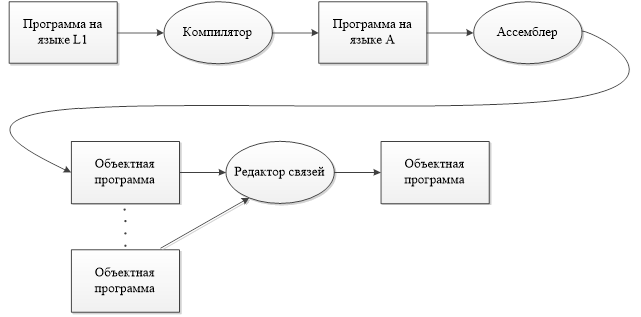 Программа на
языке L1
Компилятор
Программа на
языке А
Ассемблер
Объектная
программа
Редактор связей
Объектная
программа
Объектная
программа